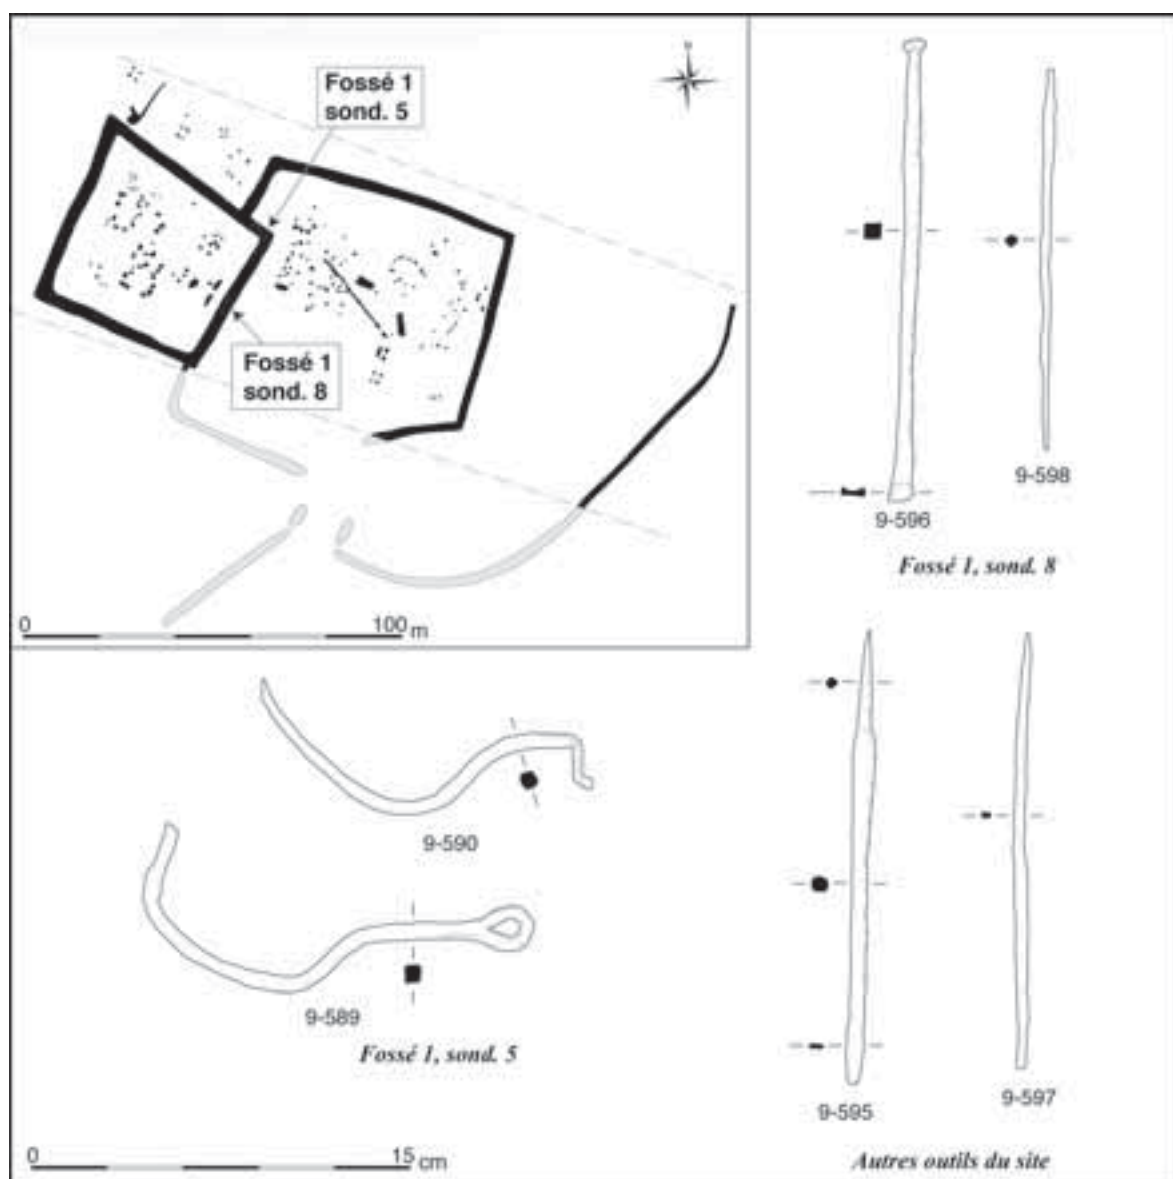 N
Fossé 1
sond. 5
Fossé 1
sond. 8
0 100 m
9-596
9-598
Fossé 1, sond. 8
9-590
9-589
Fossé 1, sond. 5
9-595
9-597
0 15 cm
Autres outils du site